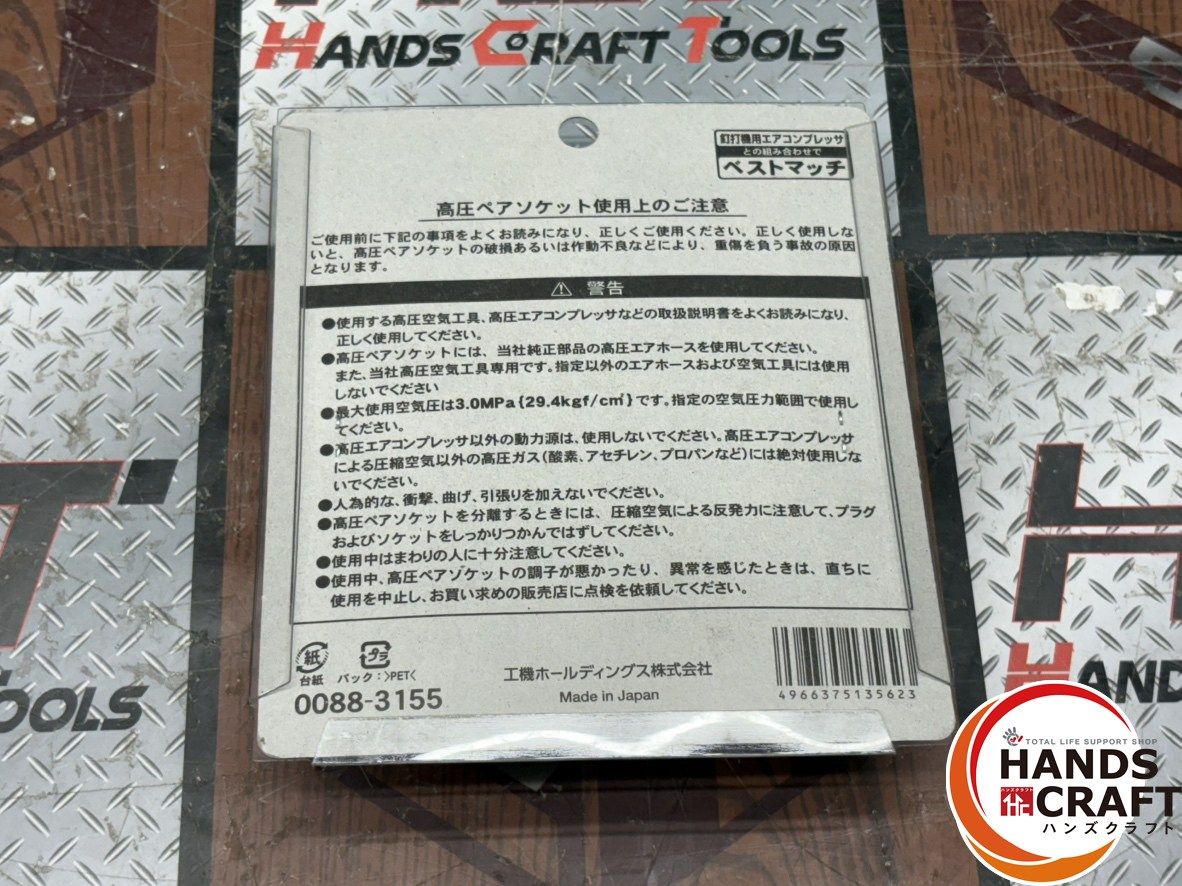 HANDS CRAFT TOOLS
釘打機用エアコンプレッサ
との組み合わせで
ベストマッチ
高圧ペアソケット使用上のご注意
ご使用前に下記の事項をよくお読みになり、正しくご使用ください。正しく使用しな
いと、高圧ペアソケットの破損あるいは作動不良などにより、重傷を負う事故の原因
となります。
⚠ 警告
●使用する高圧空気工具、高圧エアコンプレッサなどの取扱説明書をよくお読みになり、
正しく使用してください。
●高圧ペアソケットには、当社純正部品の高圧エアホースを使用してください。
また、当社高圧空気工具専用です。指定以外のエアホースおよび空気工具には使用
しないでください
●最大使用空気圧は3.0MPa{29.4kgf/c㎡}です。指定の空気圧力範囲で使用し
てください。
●高圧エアコンプレッサ以外の動力源は、使用しないでください。高圧エアコンプレッサ
による圧縮空気以外の高圧ガス(酸素、アセチレン、プロパンなど)には絶対使用しな
いでください。
●人為的な、衝撃、曲げ、引張りを加えないでください。
●高圧ペアソケットを分離するときには、圧縮空気による反発力に注意して、プラグ
およびソケットをしっかりつかんではずしてください。
●使用中はまわりの人に十分注意してください。
●使用中、高圧ペアソケットの調子が悪かったり、異常を感じたときは、直ちに
使用を中止し、お買い求めの販売店に点検を依頼してください。
紙
台紙
プラ
パック:>PET<
0088-3155
工機ホールディングス株式会社
Made in Japan
4966375135623
OOLS
HAND
TOTAL LIFE SUPPORT SHOP
HANDS
ハンズクラフト
CRAFT
ハンズクラフト